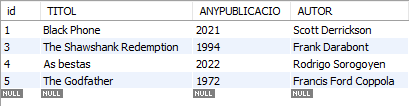 id TITOL ANYPUBLICACIO AUTOR
1 Black Phone 2021 Scott Derrickson
3 The Shawshank Redemption 1994 Frank Darabont
4 As bestas 2022 Rodrigo Sorogoyen
5 The Godfather 1972 Francis Ford Coppola
NULL NULL NULL NULL